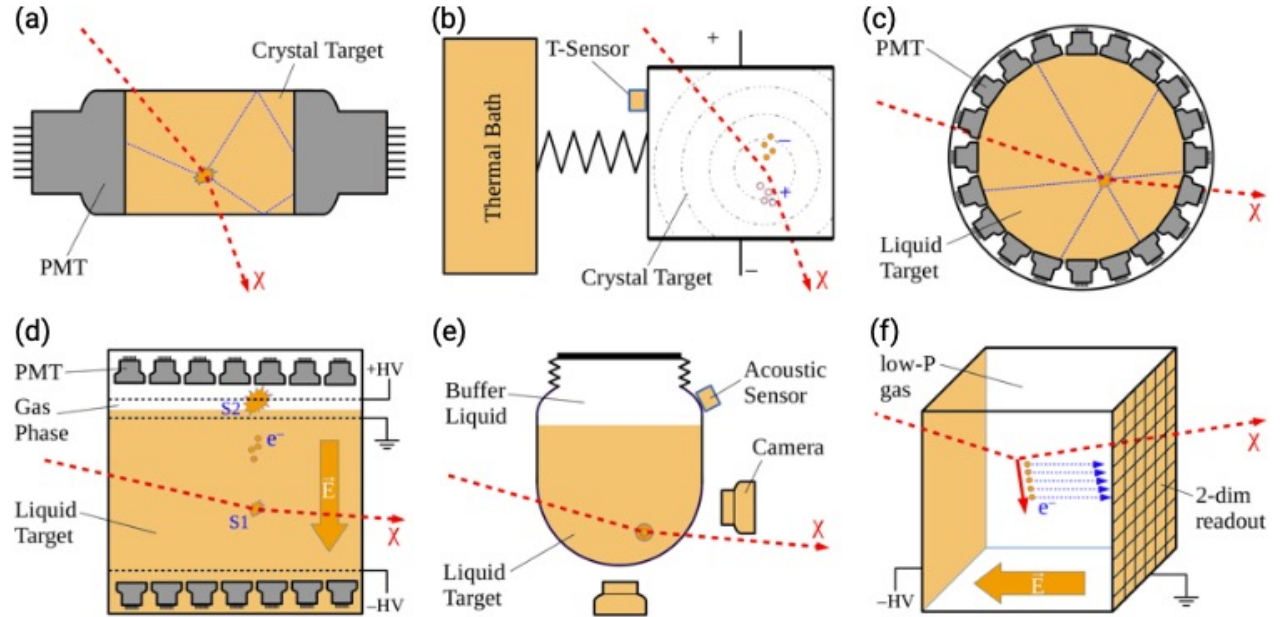 (a)
Crystal Target
PMT
χ
(b)
T-Sensor
+
Thermal Bath
−
+
Crystal Target
−
χ
(c)
PMT
Liquid
Target
χ
(d)
PMT
+HV
Gas
Phase
S2
e⁻
E⃗
Liquid
Target
S1
χ
−HV
(e)
Buffer
Liquid
Acoustic
Sensor
Camera
χ
Liquid
Target
(f)
low-P
gas
χ
e⁻
2-dim
readout
E⃗
−HV